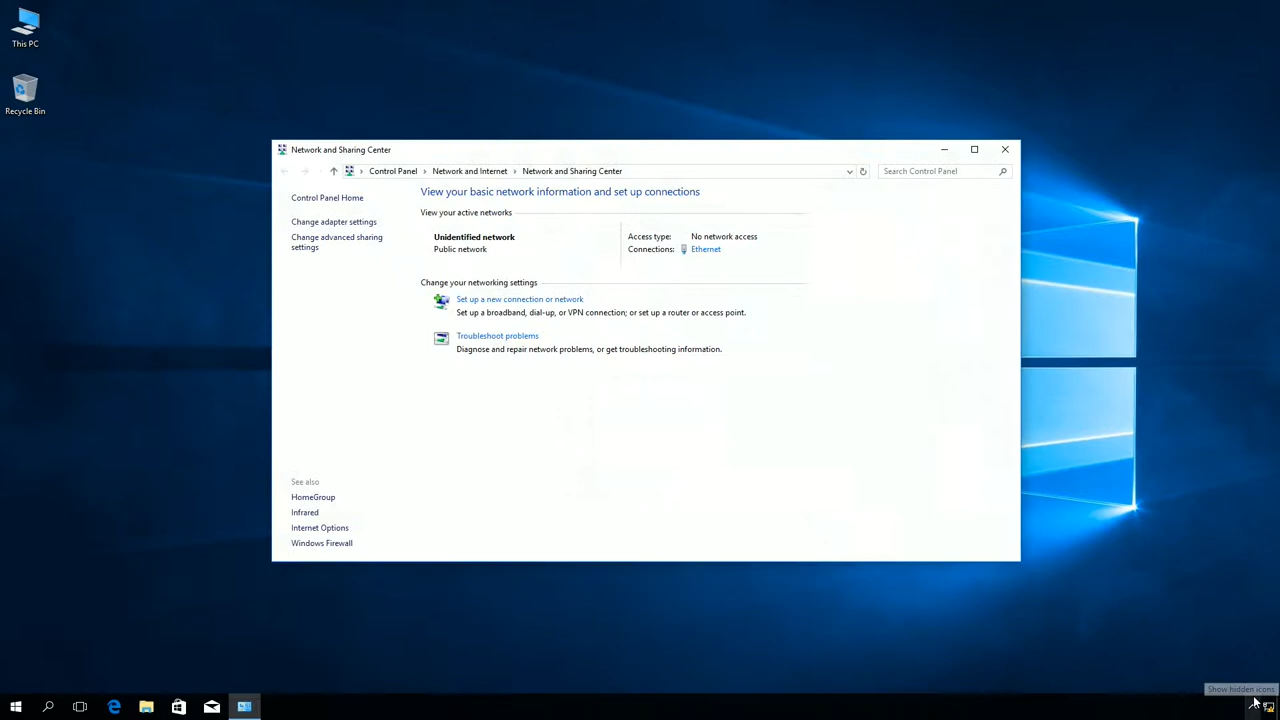 This PC
Recycle Bin
Network and Sharing Center
Control Panel > Network and Internet > Network and Sharing Center
Search Control Panel
Control Panel Home
Change adapter settings
Change advanced sharing
settings
View your basic network information and set up connections
View your active networks
Unidentified network
Public network
Access type: No network access
Connections: Ethernet
Change your networking settings
Set up a new connection or network
Set up a broadband, dial-up, or VPN connection; or set up a router or access point.
Troubleshoot problems
Diagnose and repair network problems, or get troubleshooting information.
See also
HomeGroup
Infrared
Internet Options
Windows Firewall
Show hidden icons